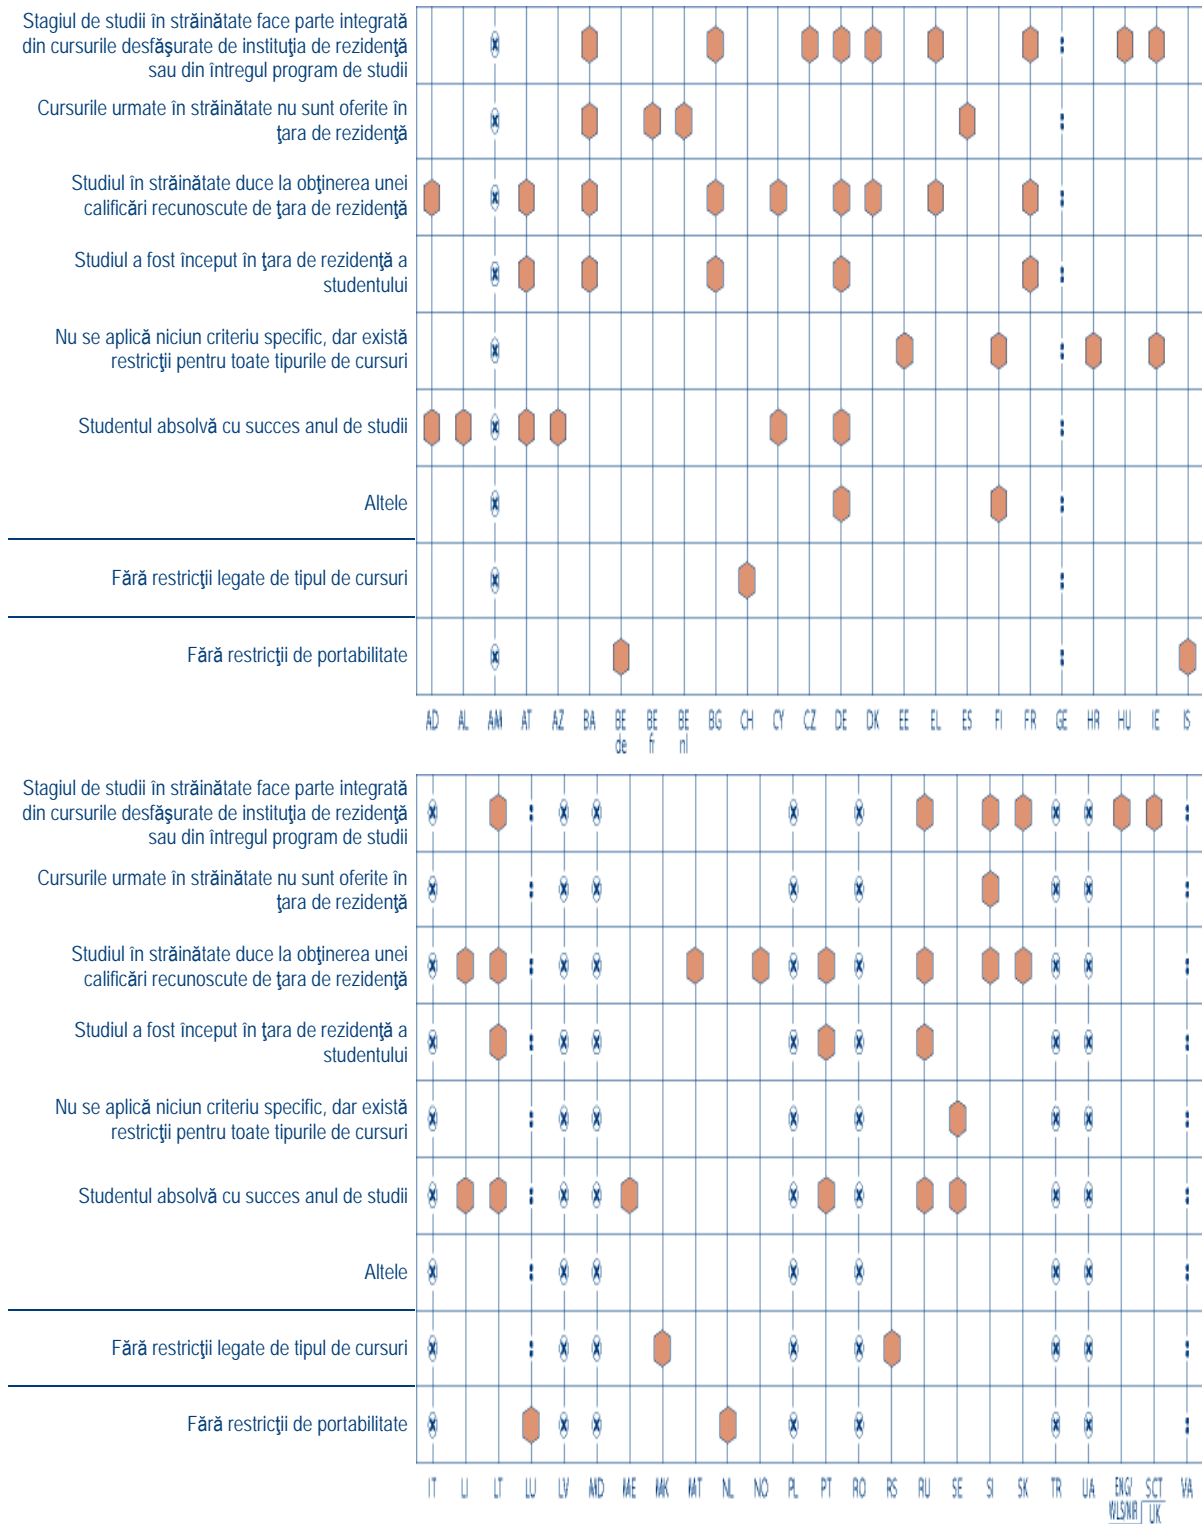 Stagiul de studii în străinătate face parte integrată
din cursurile desfăşurate de instituţia de rezidenţă
sau din întregul program de studii
Cursurile urmate în străinătate nu sunt oferite în
ţara de rezidenţă
Studiul în străinătate duce la obţinerea unei
calificări recunoscute de ţara de rezidenţă
Studiul a fost început în ţara de rezidenţă a
studentului
Nu se aplică niciun criteriu specific, dar există
restricţii pentru toate tipurile de cursuri
Studentul absolvă cu succes anul de studii
Altele
Fără restricţii legate de tipul de cursuri
Fără restricţii de portabilitate
AD AL AM AT AZ BA BE BE BE BG CH CY CZ DE DK EE EL ES FI FR GE HR HU IE IS
de fr nl
Stagiul de studii în străinătate face parte integrată
din cursurile desfăşurate de instituţia de rezidenţă
sau din întregul program de studii
Cursurile urmate în străinătate nu sunt oferite în
ţara de rezidenţă
Studiul în străinătate duce la obţinerea unei
calificări recunoscute de ţara de rezidenţă
Studiul a fost început în ţara de rezidenţă a
studentului
Nu se aplică niciun criteriu specific, dar există
restricţii pentru toate tipurile de cursuri
Studentul absolvă cu succes anul de studii
Altele
Fără restricţii legate de tipul de cursuri
Fără restricţii de portabilitate
IT LI LT LU LV MD ME MK MT NL NO PL PT RO RS RU SE SI SK TR UA ENG/ SCT VA
WLS/NIR UK